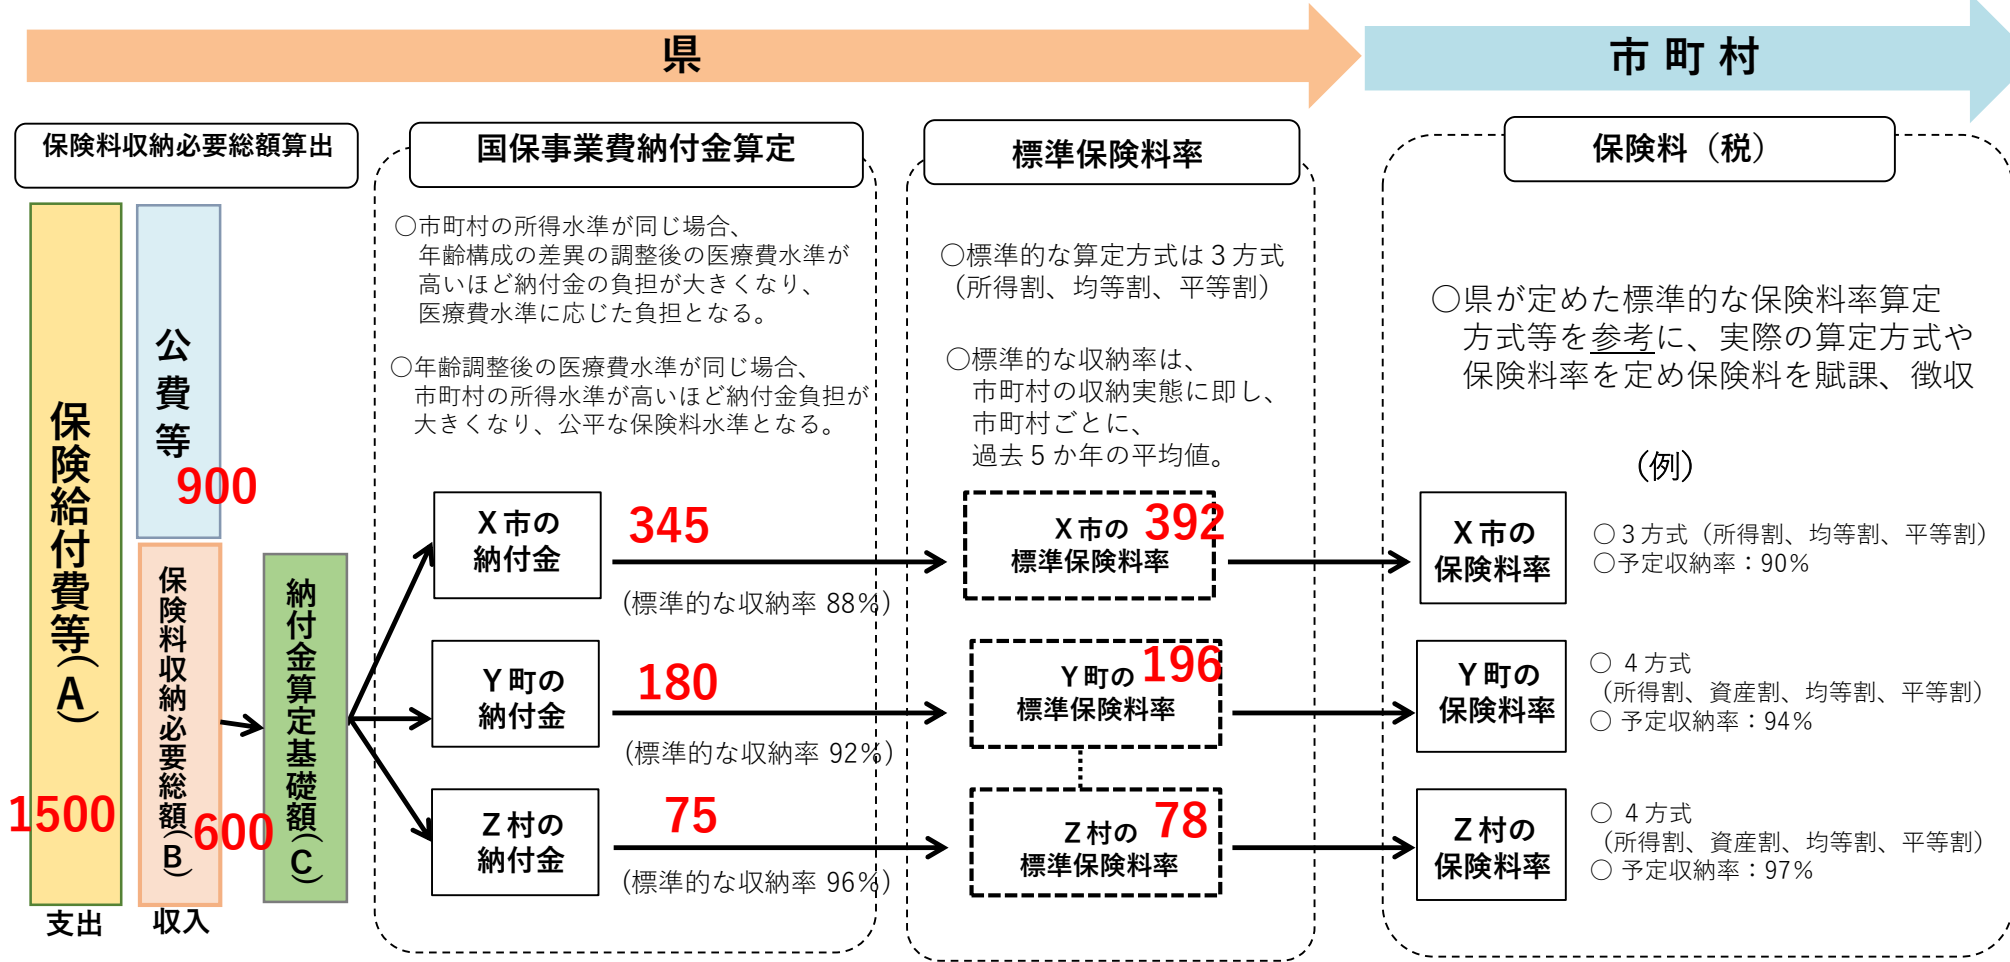 県
市町村
保険料収納必要総額算出
保険給付費等(A)
1500
支出
公費等
900
保険料収納必要総額(B)
600
収入
納付金算定基礎額(C)
国保事業費納付金算定
○市町村の所得水準が同じ場合、
年齢構成の差異の調整後の医療費水準が
高いほど納付金の負担が大きくなり、
医療費水準に応じた負担となる。
○年齢調整後の医療費水準が同じ場合、
市町村の所得水準が高いほど納付金負担が
大きくなり、公平な保険料水準となる。
X市の
納付金
345
(標準的な収納率 88%)
Y町の
納付金
180
(標準的な収納率 92%)
Z村の
納付金
75
(標準的な収納率 96%)
標準保険料率
○標準的な算定方式は３方式
(所得割、均等割、平等割)
○標準的な収納率は、
市町村の収納実態に即し、
市町村ごとに、
過去５か年の平均値。
X市の 392
標準保険料率
Y町の 196
標準保険料率
Z村の 78
標準保険料率
保険料（税）
○県が定めた標準的な保険料率算定
方式等を参考に、実際の算定方式や
保険料率を定め保険料を賦課、徴収
(例)
X市の
保険料率
○３方式（所得割、均等割、平等割）
○予定収納率：90%
Y町の
保険料率
○ ４方式
（所得割、資産割、均等割、平等割）
○ 予定収納率：94%
Z村の
保険料率
○ ４方式
（所得割、資産割、均等割、平等割）
○ 予定収納率：97%